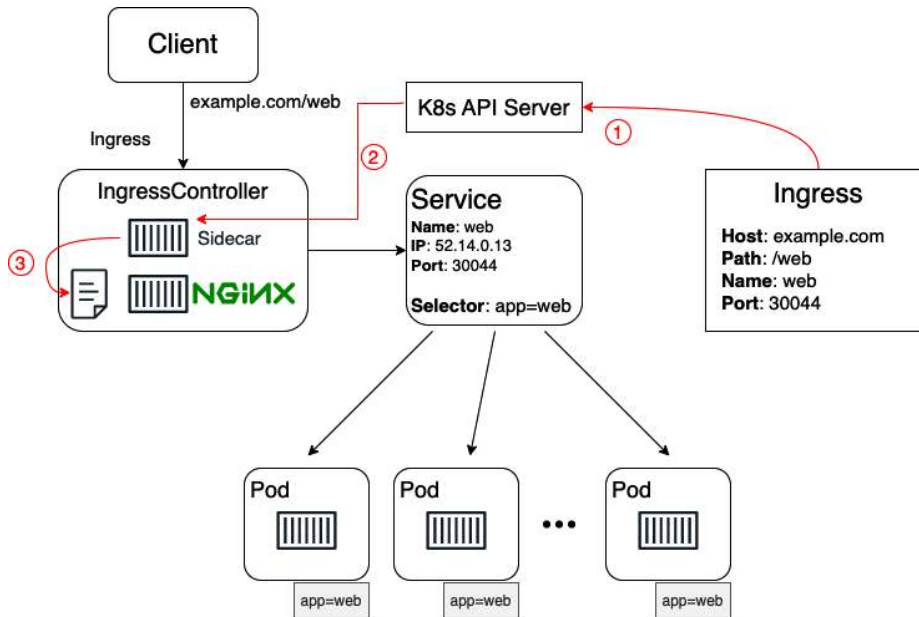 Client
example.com/web
Ingress
K8s API Server
1
2
IngressController
Sidecar
3
NGiNX
Service
Name: web
IP: 52.14.0.13
Port: 30044
Selector: app=web
Ingress
Host: example.com
Path: /web
Name: web
Port: 30044
Pod
app=web
Pod
app=web
Pod
app=web